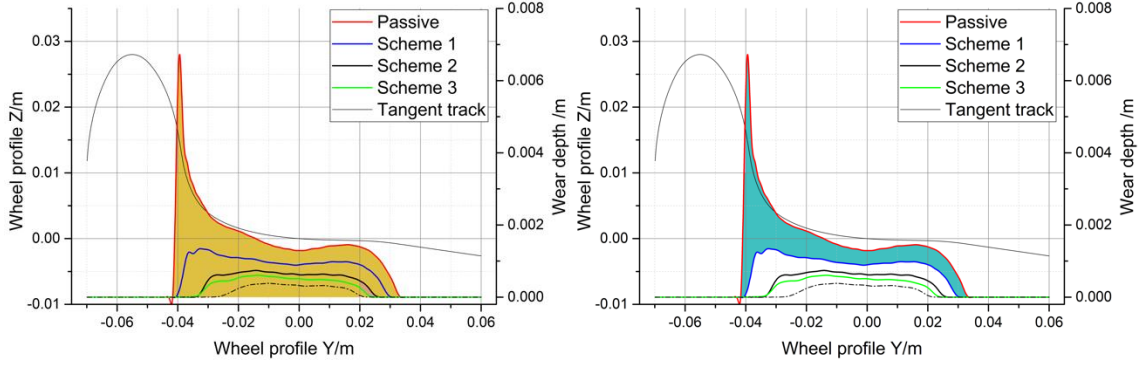 0.03
0.02
0.01
0.00
-0.01
Wheel profile Z/m
-0.06
-0.04
-0.02
0.00
0.02
0.04
0.06
Wheel profile Y/m
0.008
0.006
0.004
0.002
0.000
Wear depth /m
Passive
Scheme 1
Scheme 2
Scheme 3
Tangent track
0.03
0.02
0.01
0.00
-0.01
Wheel profile Z/m
-0.06
-0.04
-0.02
0.00
0.02
0.04
0.06
Wheel profile Y/m
0.008
0.006
0.004
0.002
0.000
Wear depth /m
Passive
Scheme 1
Scheme 2
Scheme 3
Tangent track